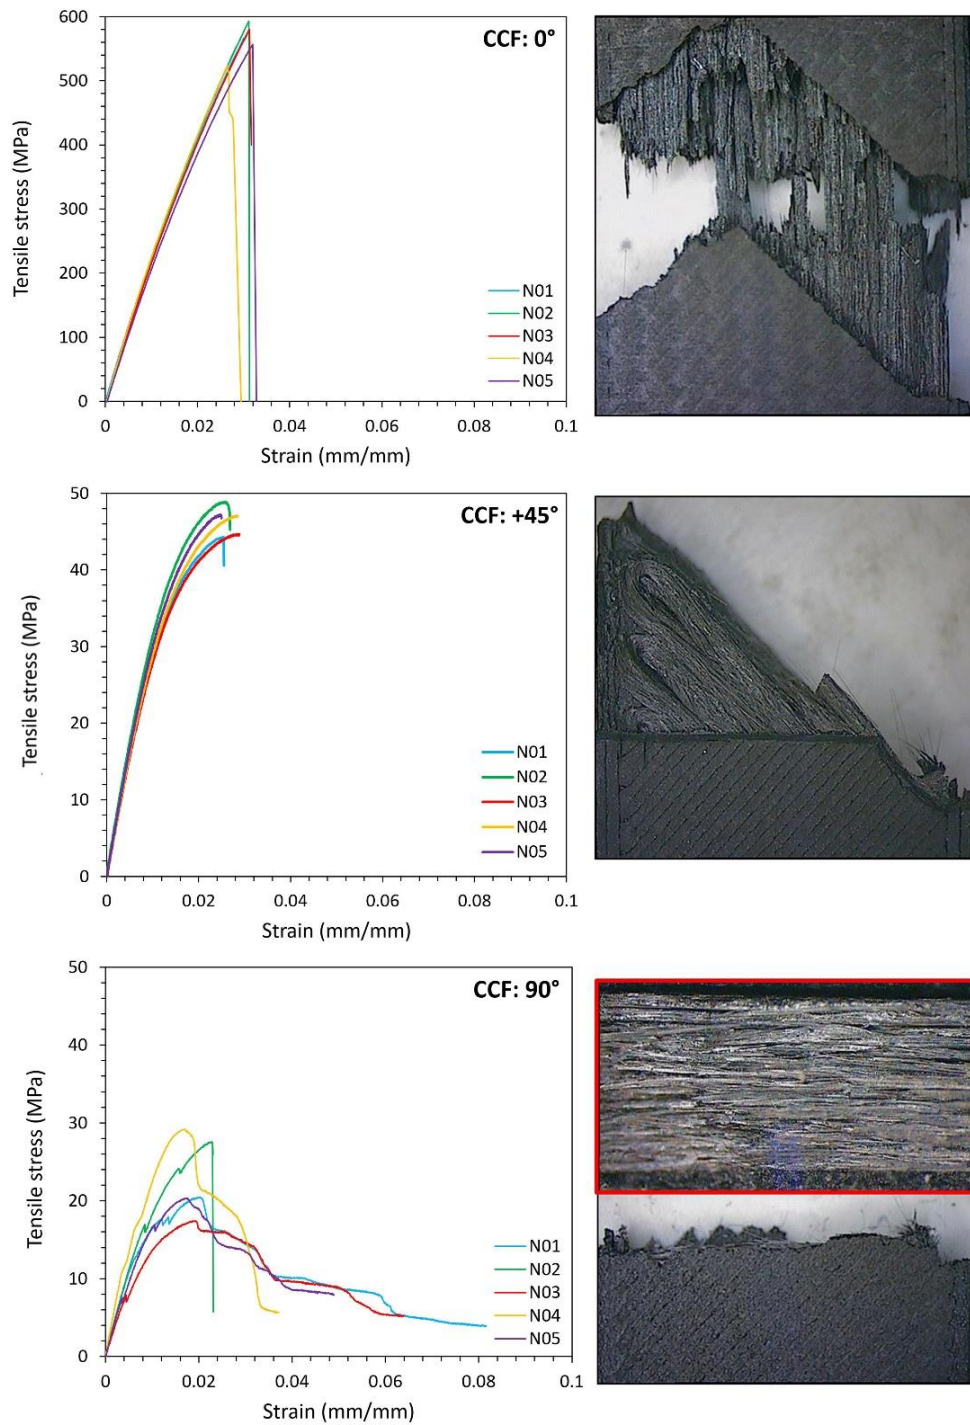 CCF: 0°
600
500
400
300
200
100
0
Tensile stress (MPa)
N01
N02
N03
N04
N05
0
0.02
0.04
0.06
0.08
0.1
Strain (mm/mm)
CCF: +45°
50
40
30
20
10
0
Tensile stress (MPa)
N01
N02
N03
N04
N05
0
0.02
0.04
0.06
0.08
0.1
Strain (mm/mm)
CCF: 90°
50
40
30
20
10
0
Tensile stress (MPa)
N01
N02
N03
N04
N05
0
0.02
0.04
0.06
0.08
0.1
Strain (mm/mm)